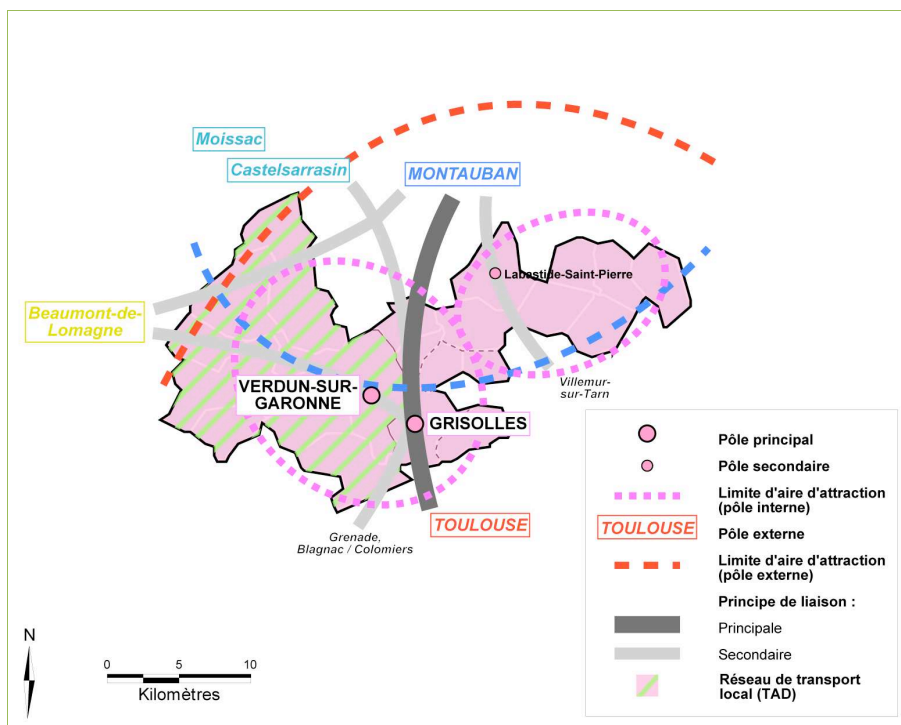 Moissac
Castelsarrasin
MONTAUBAN
Labastide-Saint-Pierre
Beaumont-de-
Lomagne
VERDUN-SUR-
GARONNE
Villemur-
sur-Tarn
GRISOLLES
TOULOUSE
Grenade,
Blagnac / Colomiers
Pôle principal
Pôle secondaire
Limite d'aire d'attraction
(pôle interne)
TOULOUSE
Pôle externe
Limite d'aire d'attraction
(pôle externe)
Principe de liaison :
Principale
Secondaire
Réseau de transport
local (TAD)
N
0 5 10
Kilomètres